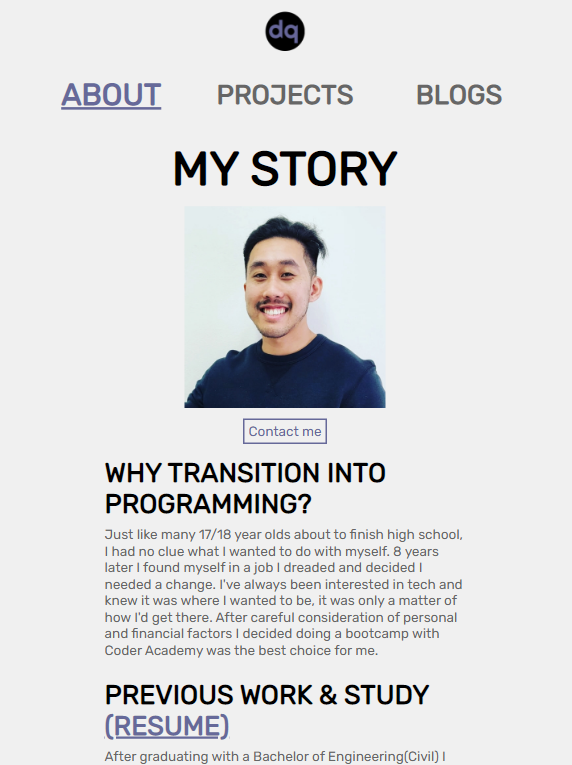 dq
ABOUT PROJECTS BLOGS
MY STORY
Contact me
WHY TRANSITION INTO
PROGRAMMING?
Just like many 17/18 year olds about to finish high school,
I had no clue what I wanted to do with myself. 8 years
later I found myself in a job I dreaded and decided I
needed a change. I've always been interested in tech and
knew it was where I wanted to be, it was only a matter of
how I'd get there. After careful consideration of personal
and financial factors I decided doing a bootcamp with
Coder Academy was the best choice for me.
PREVIOUS WORK & STUDY
(RESUME)
After graduating with a Bachelor of Engineering(Civil) I